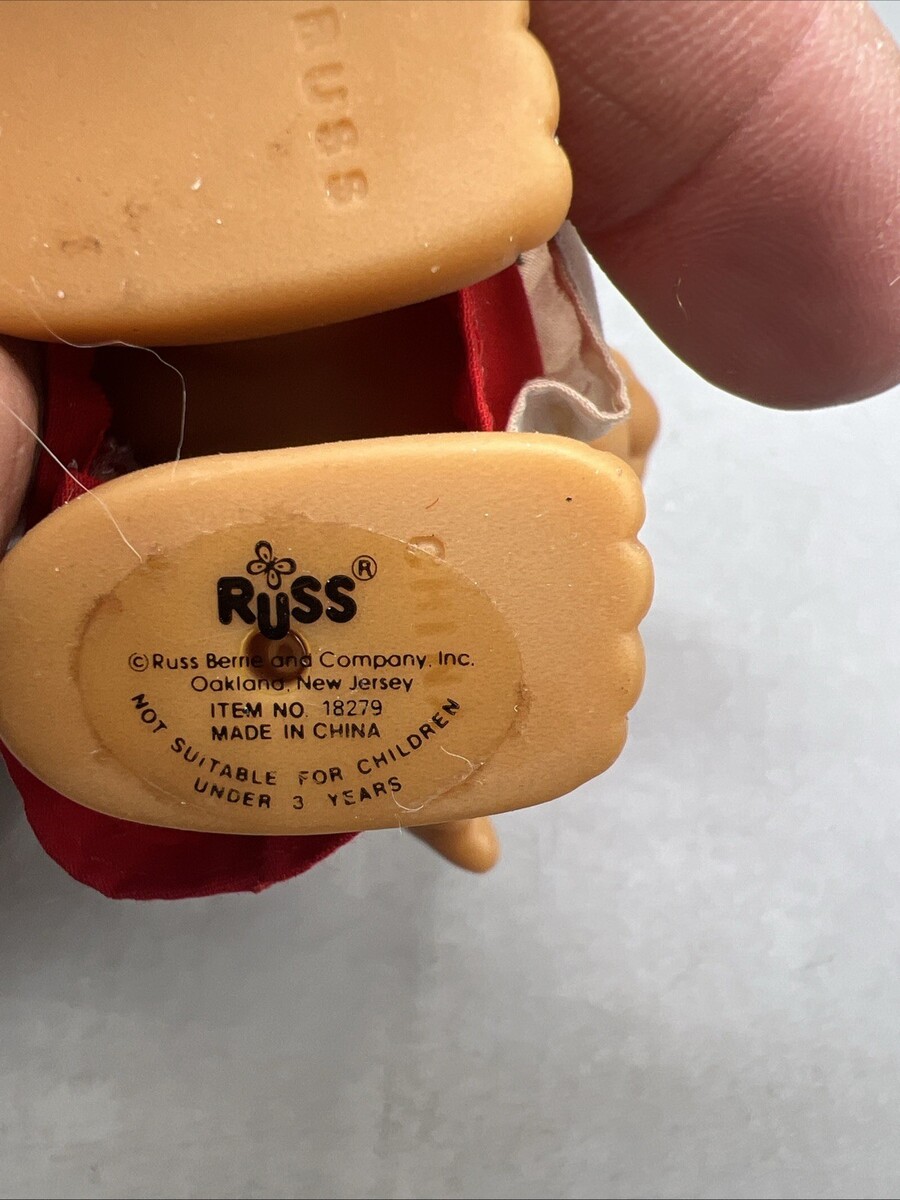 RUSS
RUSS®
©Russ Berrie and Company, Inc.
Oakland, New Jersey
ITEM NO. 18279
MADE IN CHINA
NOT SUITABLE FOR CHILDREN
UNDER 3 YEARS